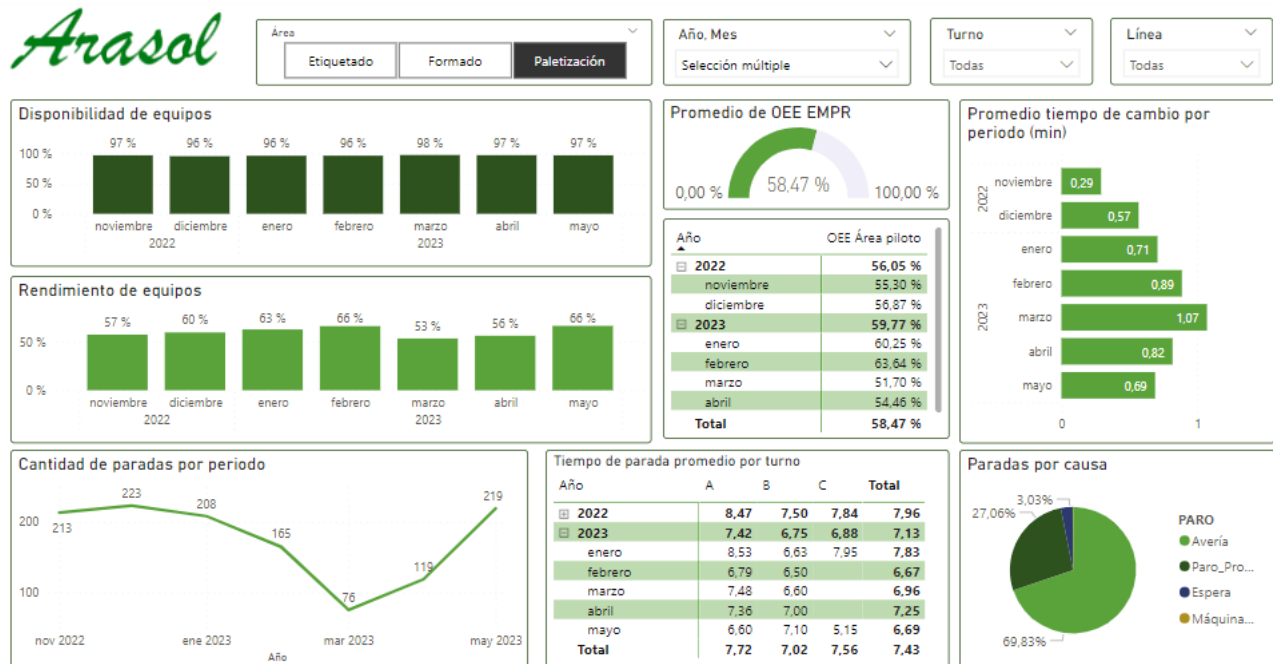 Arasol
Área
Etiquetado Formado Paletización
Año, Mes
Selección múltiple
Turno
Todas
Línea
Todas
Disponibilidad de equipos
97 % 96 % 96 % 96 % 98 % 97 % 97 %
100 %
50 %
0 %
noviembre diciembre enero febrero marzo abril mayo
2022 2023
Rendimiento de equipos
57 % 60 % 63 % 66 % 53 % 56 % 66 %
50 %
0 %
noviembre diciembre enero febrero marzo abril mayo
2022 2023
Promedio de OEE EMPR
0,00 % 58,47 % 100,00 %
Año OEE Área piloto
2022 56,05 %
noviembre 55,30 %
diciembre 56,87 %
2023 59,77 %
enero 60,25 %
febrero 63,64 %
marzo 51,70 %
abril 54,46 %
Total 58,47 %
Promedio tiempo de cambio por
periodo (min)
2022
noviembre 0,29
diciembre 0,57
2023
enero 0,71
febrero 0,89
marzo 1,07
abril 0,82
mayo 0,69
0 1
Cantidad de paradas por periodo
200
100
213 223 208 165 76 119 219
nov 2022 ene 2023 mar 2023 may 2023
Año
Tiempo de parada promedio por turno
Año A B C Total
2022 8,47 7,50 7,84 7,96
2023 7,42 6,75 6,88 7,13
enero 8,53 6,63 7,95 7,83
febrero 6,79 6,50 6,67
marzo 7,48 6,60 6,96
abril 7,36 7,00 7,25
mayo 6,60 7,10 5,15 6,69
Total 7,72 7,02 7,56 7,43
Paradas por causa
3,03%
27,06%
69,83%
PARO
Avería
Paro_Pro...
Espera
Máquina...